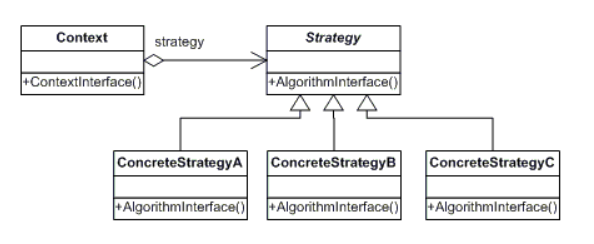 Context
strategy
Strategy
+ContextInterface()
+AlgorithmInterface()
ConcreteStrategyA
ConcreteStrategyB
ConcreteStrategyC
+AlgorithmInterface()
+AlgorithmInterface()
+AlgorithmInterface()